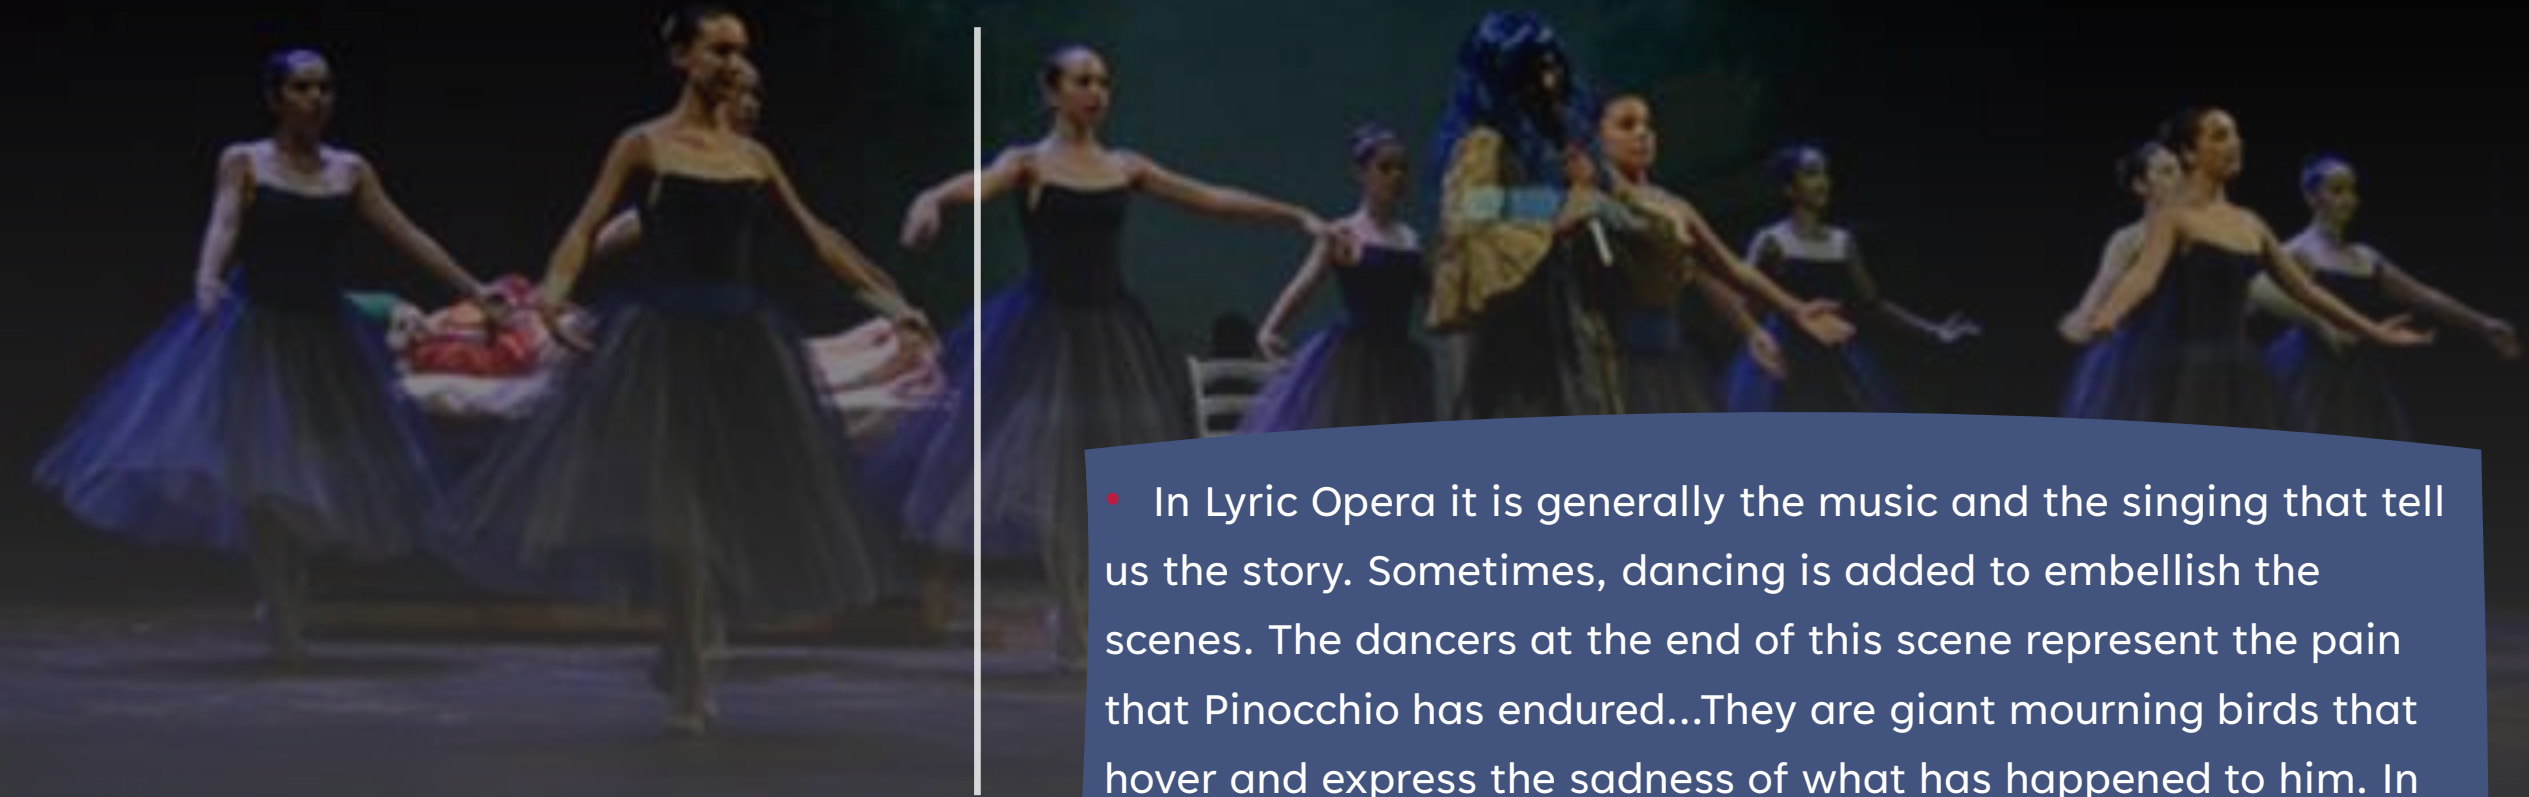 • In Lyric Opera it is generally the music and the singing that tell
us the story. Sometimes, dancing is added to embellish the
scenes. The dancers at the end of this scene represent the pain
that Pinocchio has endured...They are giant mourning birds that
hover and express the sadness of what has happened to him. In